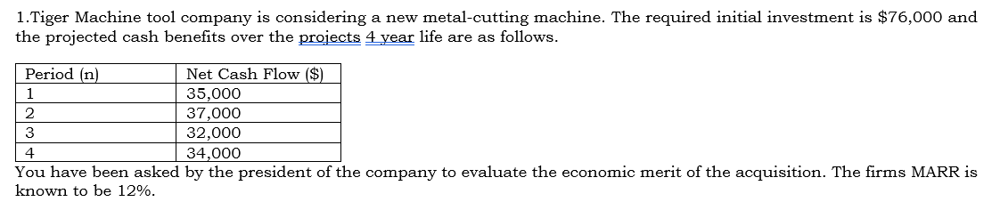 1.Tiger Machine tool company is considering a new metal-cutting machine. The required initial investment is $76,000 and
the projected cash benefits over the projects 4 year life are as follows.
Period (n) Net Cash Flow ($)
1 35,000
2 37,000
3 32,000
4 34,000
You have been asked by the president of the company to evaluate the economic merit of the acquisition. The firms MARR is
known to be 12%.